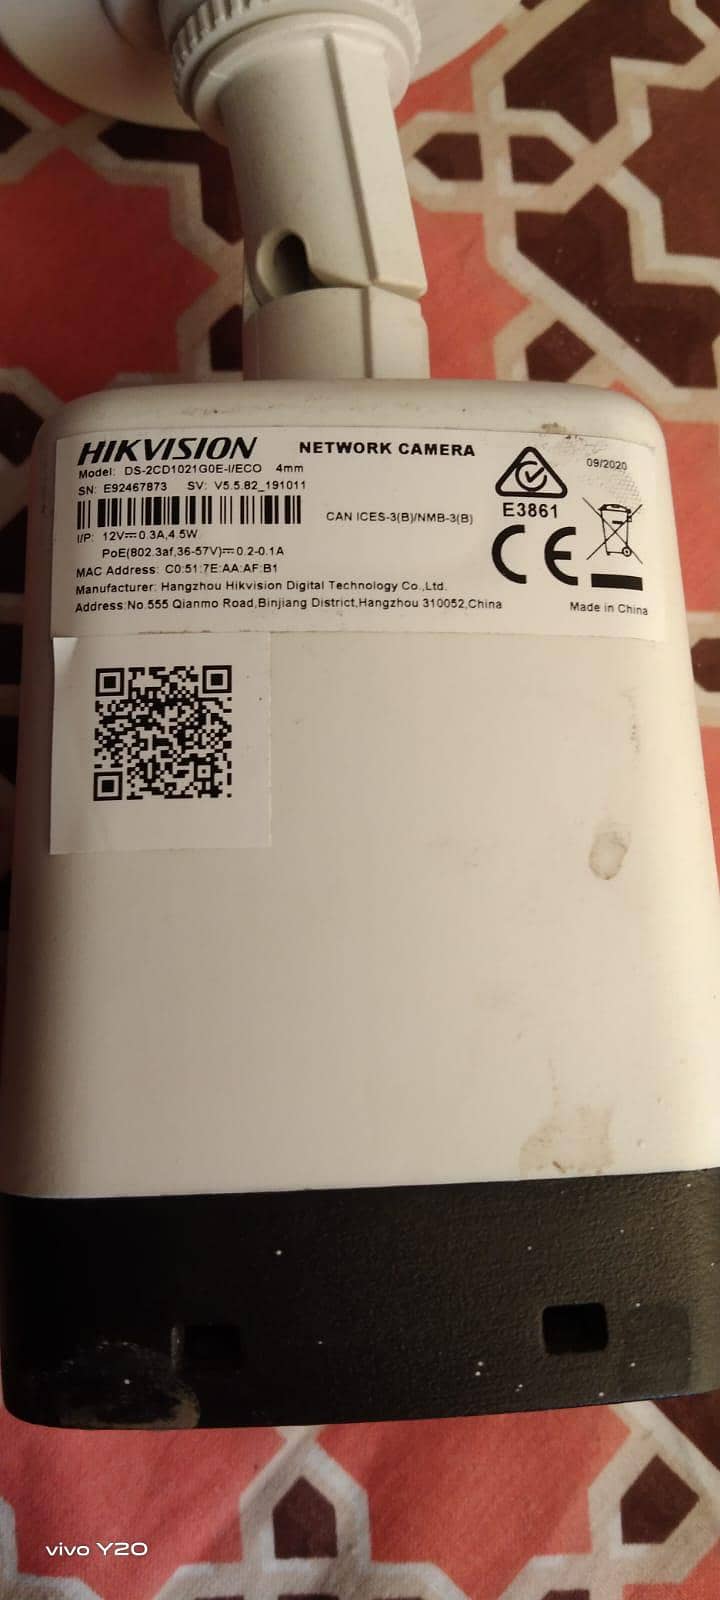 HIKVISION NETWORK CAMERA
Model: DS-2CD1021G0E-I/ECO 4mm
09/2020
SN: E92467873 SV: V5.5.82_191011
E3861
CAN ICES-3(B)/NMB-3(B)
I/P: 12V⎓0.3A,4.5W
PoE(802.3af,36-57V)⎓0.2-0.1A
CE
MAC Address: C0:51:7E:AA:AF:B1
Manufacturer: Hangzhou Hikvision Digital Technology Co.,Ltd.
Address:No.555 Qianmo Road,Binjiang District,Hangzhou 310052,China
Made in China
vivo Y20